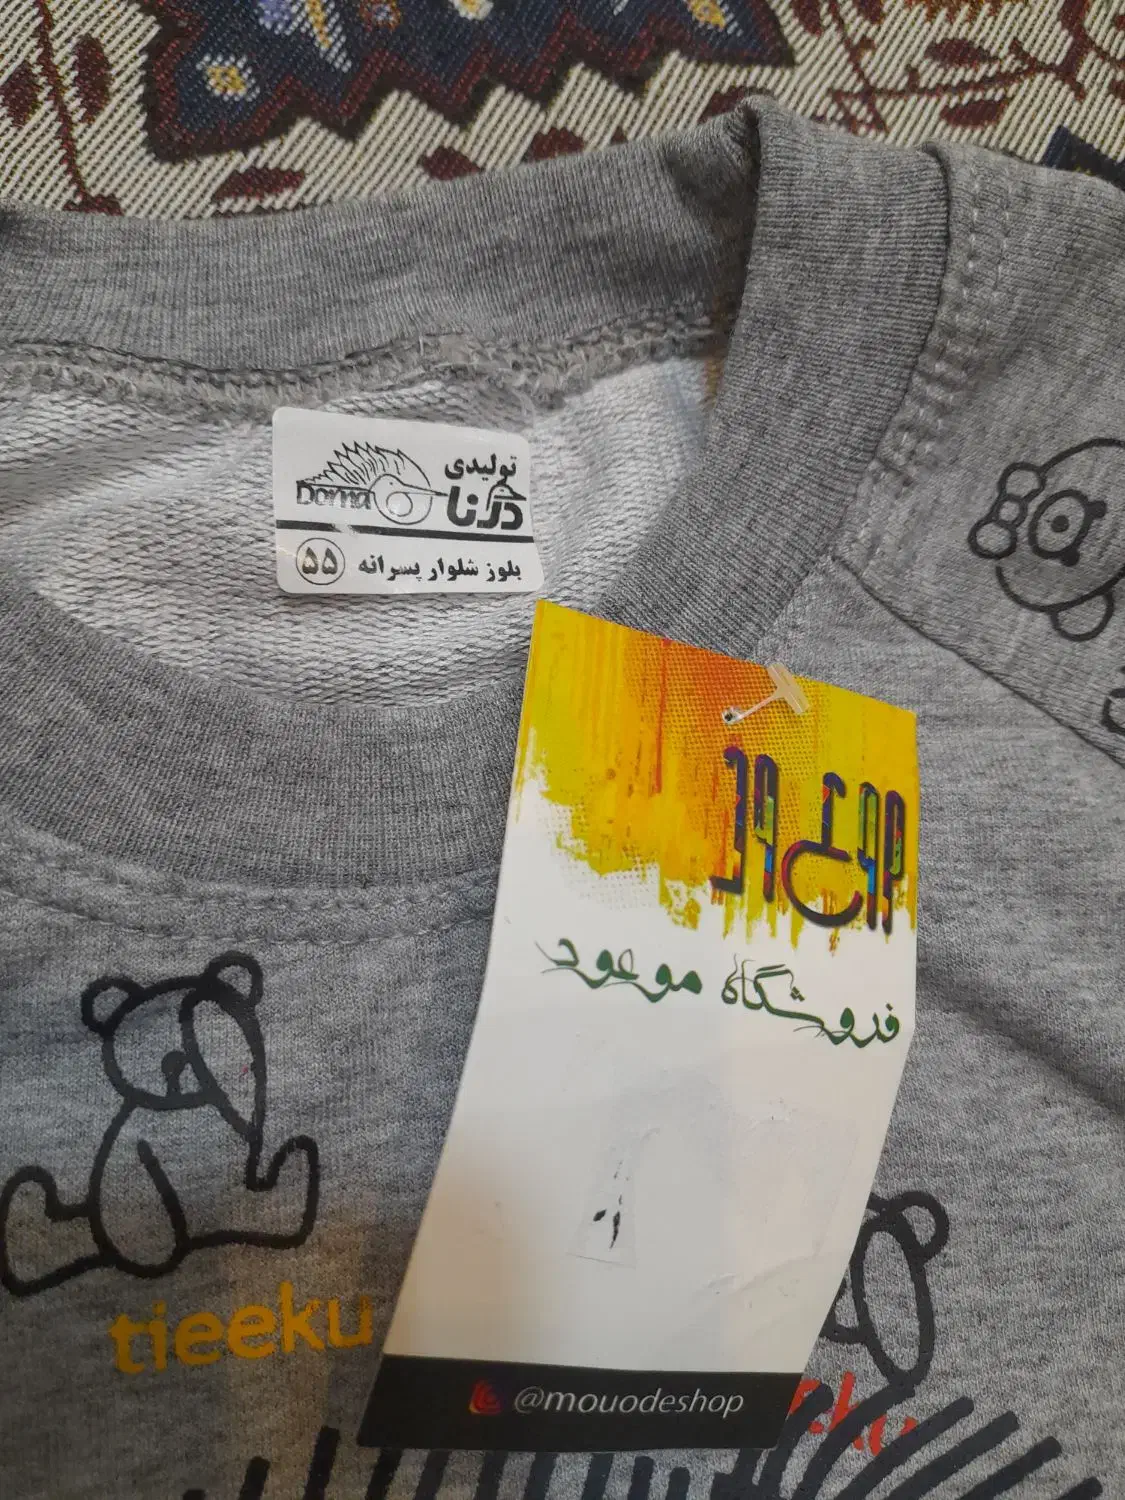 تولیدی
درنا
Dorna
بلوز شلوار پسرانه ۵۵
موعود
فروشگاه موعود
@mouodeshop
tieeku